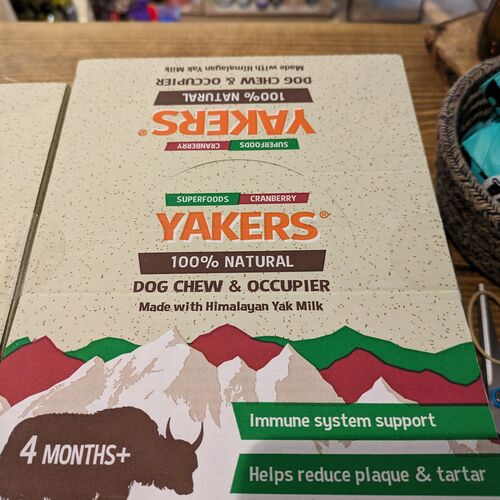 Made with Himalayan Yak Milk
DOG CHEW & OCCUPIER
100% NATURAL
YAKERS®
SUPERFOODS CRANBERRY
SUPERFOODS CRANBERRY
YAKERS®
100% NATURAL
DOG CHEW & OCCUPIER
Made with Himalayan Yak Milk
4 MONTHS+
Immune system support
Helps reduce plaque & tartar